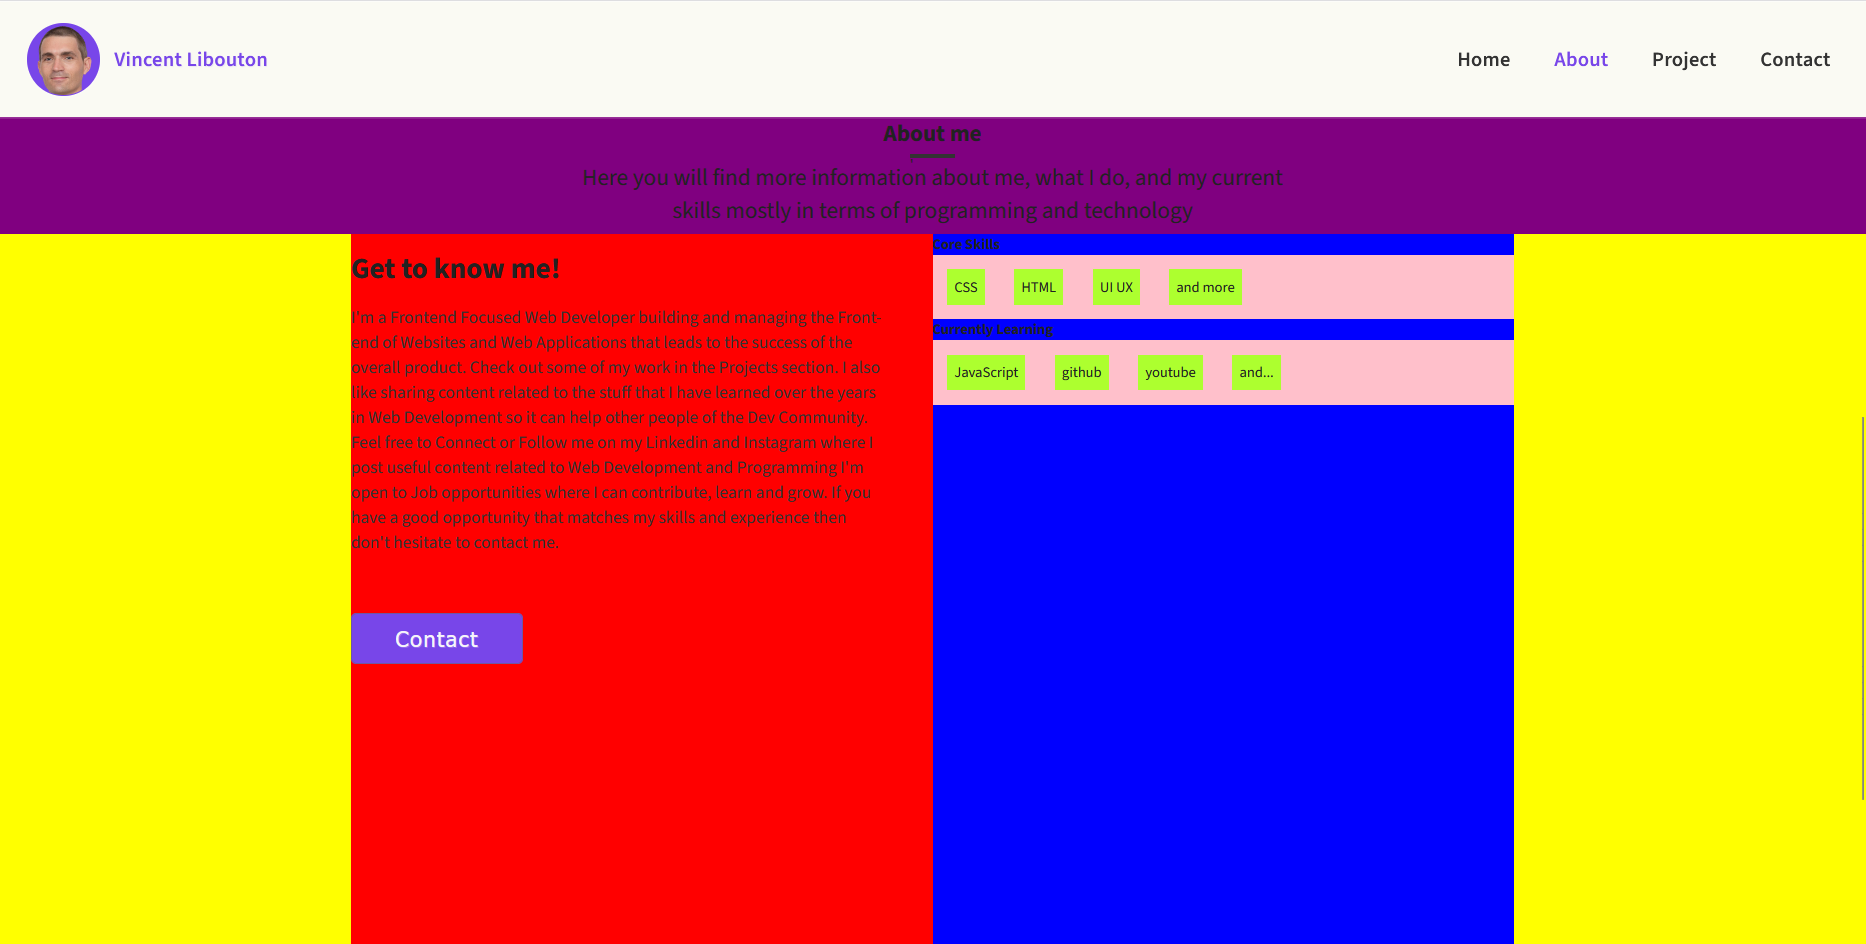 Vincent Libouton
Home About Project Contact
About me
Here you will find more information about me, what I do, and my current
skills mostly in terms of programming and technology
Get to know me!
I'm a Frontend Focused Web Developer building and managing the Front-
end of Websites and Web Applications that leads to the success of the
overall product. Check out some of my work in the Projects section. I also
like sharing content related to the stuff that I have learned over the years
in Web Development so it can help other people of the Dev Community.
Feel free to Connect or Follow me on my Linkedin and Instagram where I
post useful content related to Web Development and Programming I'm
open to Job opportunities where I can contribute, learn and grow. If you
have a good opportunity that matches my skills and experience then
don't hesitate to contact me.
Contact
Core Skills
CSS HTML UI UX and more
Currently Learning
JavaScript github youtube and...